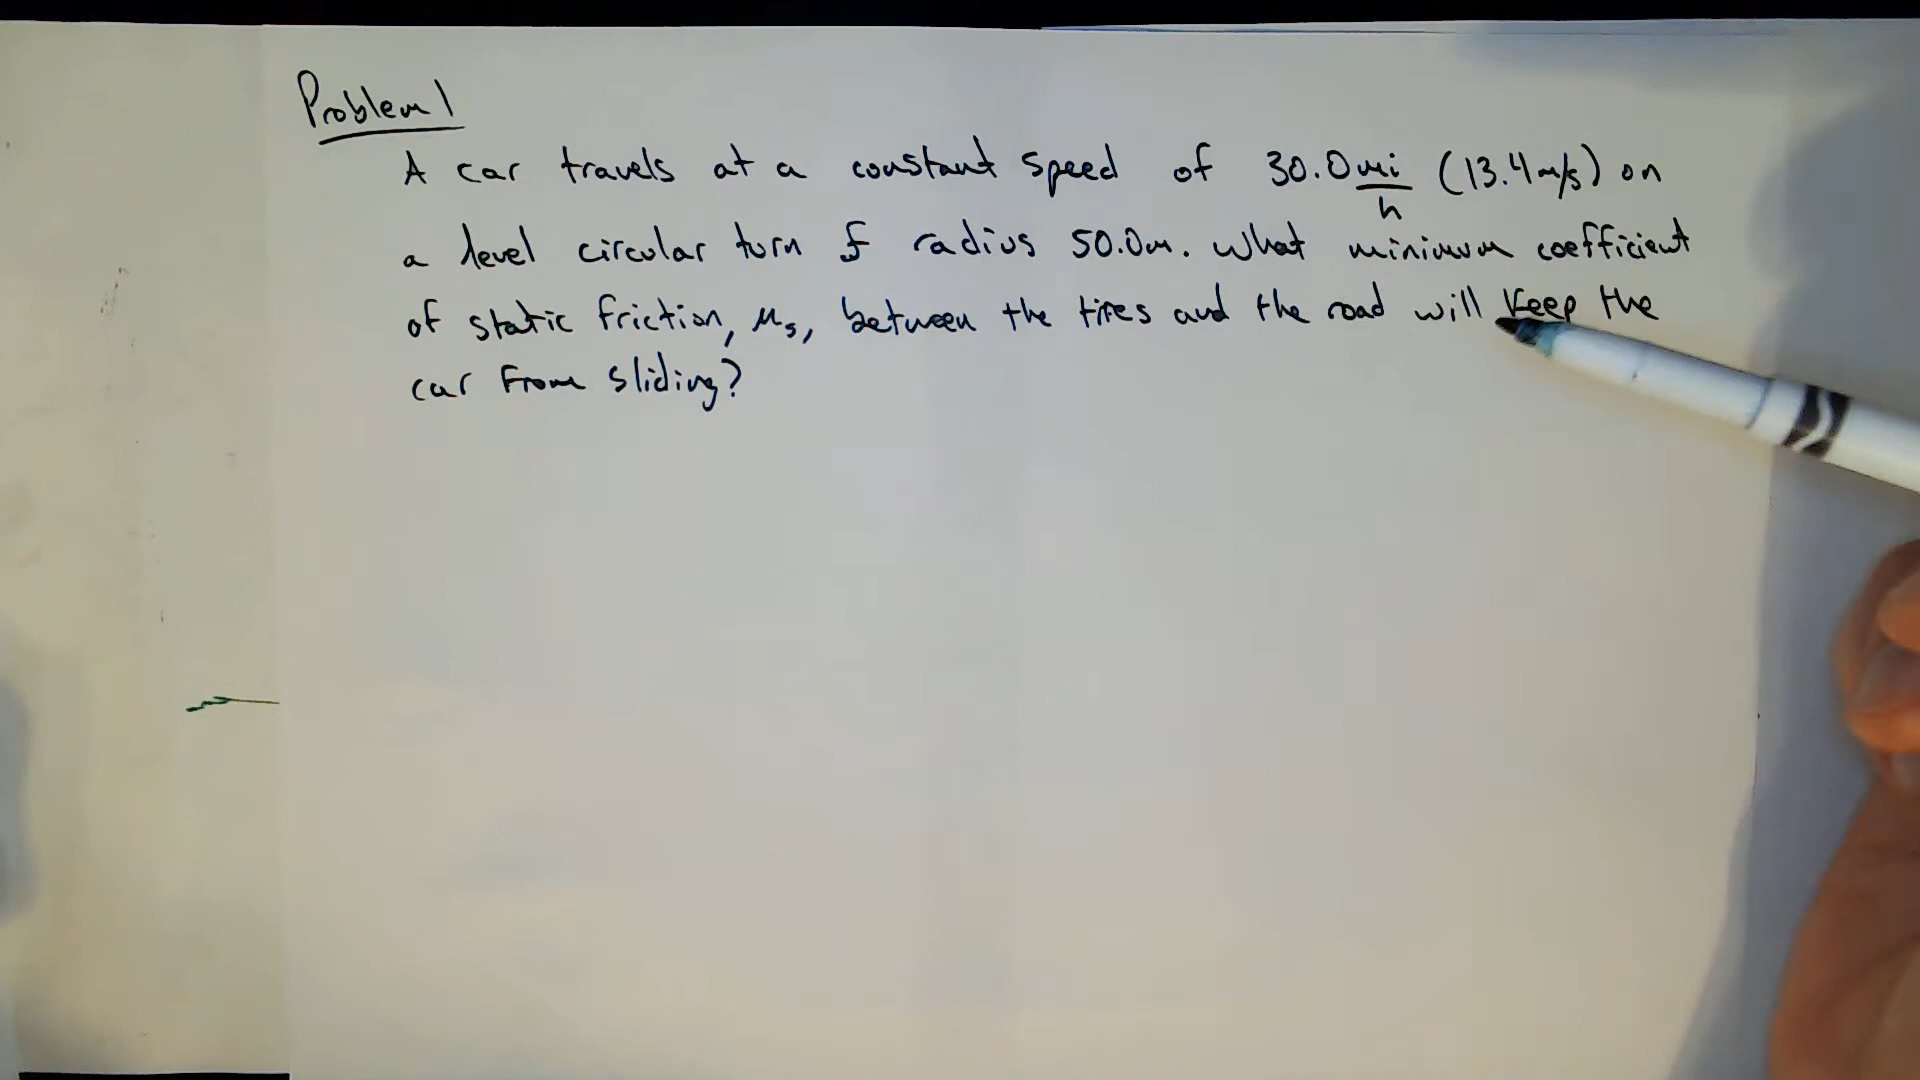 Problem 1
A car travels at a constant speed of 30.0 mi/h (13.4 m/s) on
a level circular turn of radius 50.0m. What minimum coefficient
of static friction, μs, between the tires and the road will keep the
car from sliding?